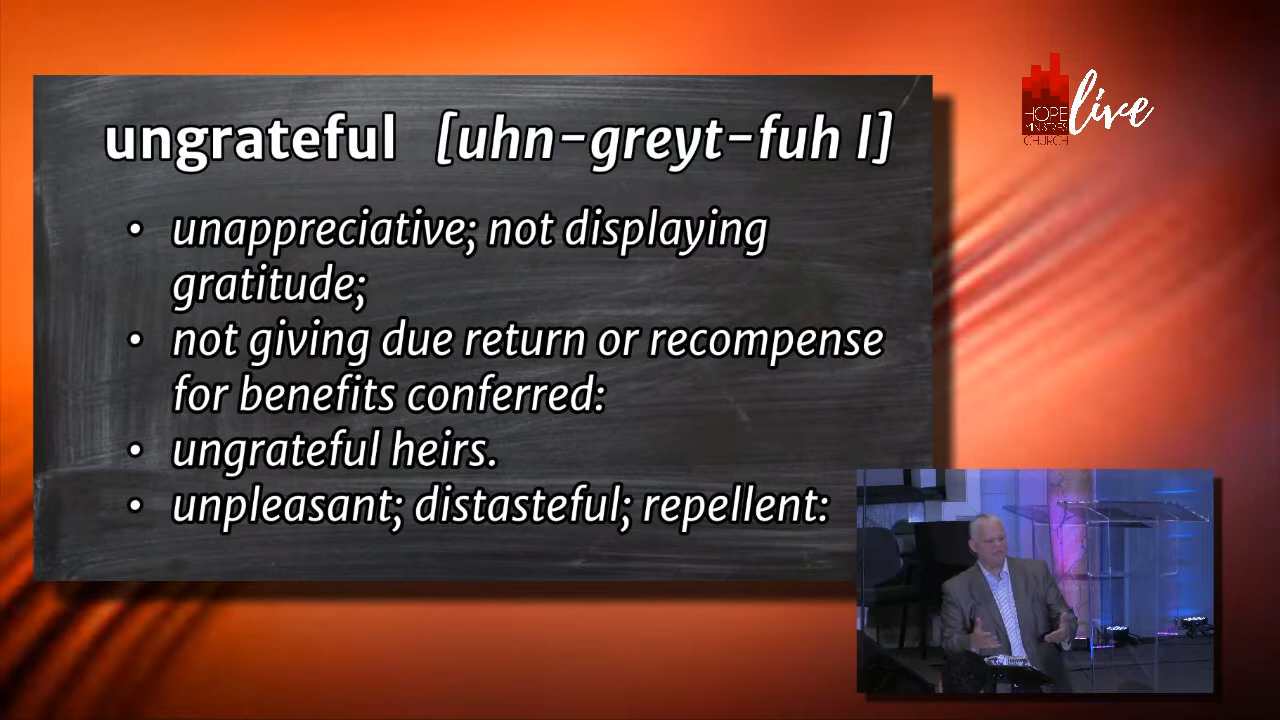 ungrateful [uhn-greyt-fuh l]
• unappreciative; not displaying
gratitude;
• not giving due return or recompense
for benefits conferred:
• ungrateful heirs.
• unpleasant; distasteful; repellent:
HOPE
MINISTRIES
CHURCH
live